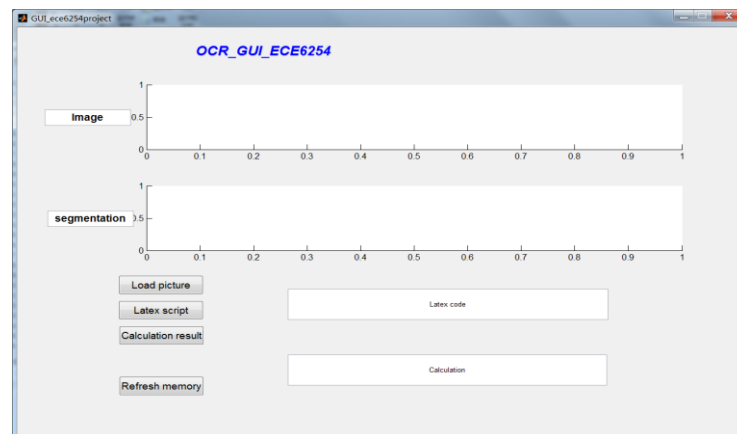 GUI_ece6254project
OCR_GUI_ECE6254
1
Image
0.5
0
0 0.1 0.2 0.3 0.4 0.5 0.6 0.7 0.8 0.9 1
1
segmentation
0.5
0
0 0.1 0.2 0.3 0.4 0.5 0.6 0.7 0.8 0.9 1
Load picture
Latex script
Latex code
Calculation result
Calculation
Refresh memory